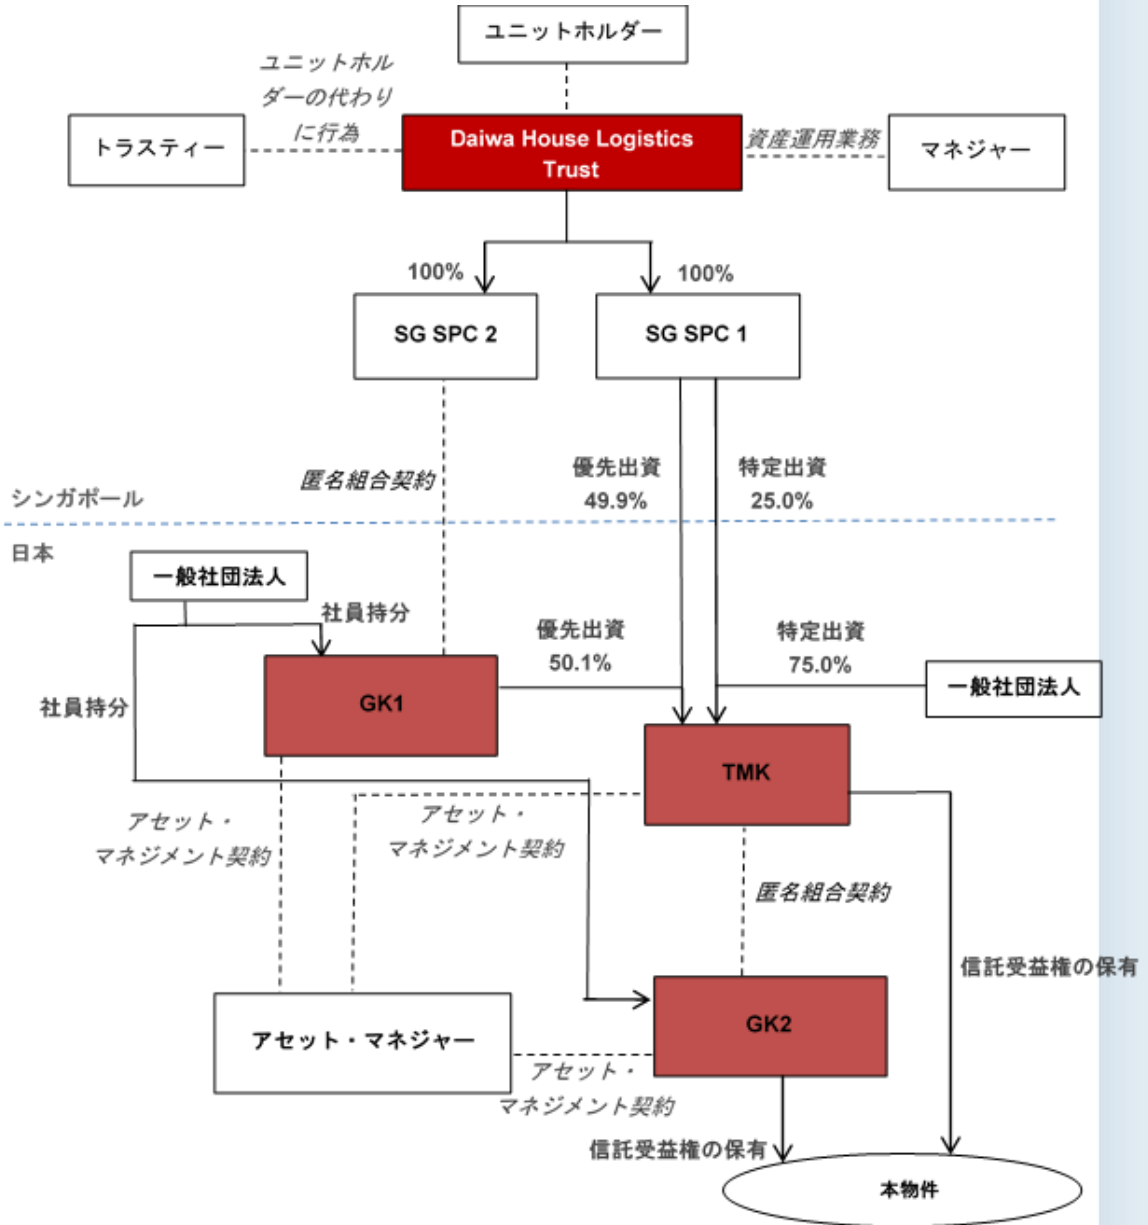 ユニットホルダー
ユニットホル
ダーの代わり
に行為
トラスティー
Daiwa House Logistics
Trust
資産運用業務
マネジャー
100%
100%
SG SPC 2
SG SPC 1
匿名組合契約
優先出資
49.9%
特定出資
25.0%
シンガポール
日本
一般社団法人
社員持分
優先出資
50.1%
特定出資
75.0%
一般社団法人
社員持分
GK1
TMK
アセット・
マネジメント契約
アセット・
マネジメント契約
匿名組合契約
信託受益権の保有
アセット・マネジャー
GK2
アセット・
マネジメント契約
信託受益権の保有
本物件